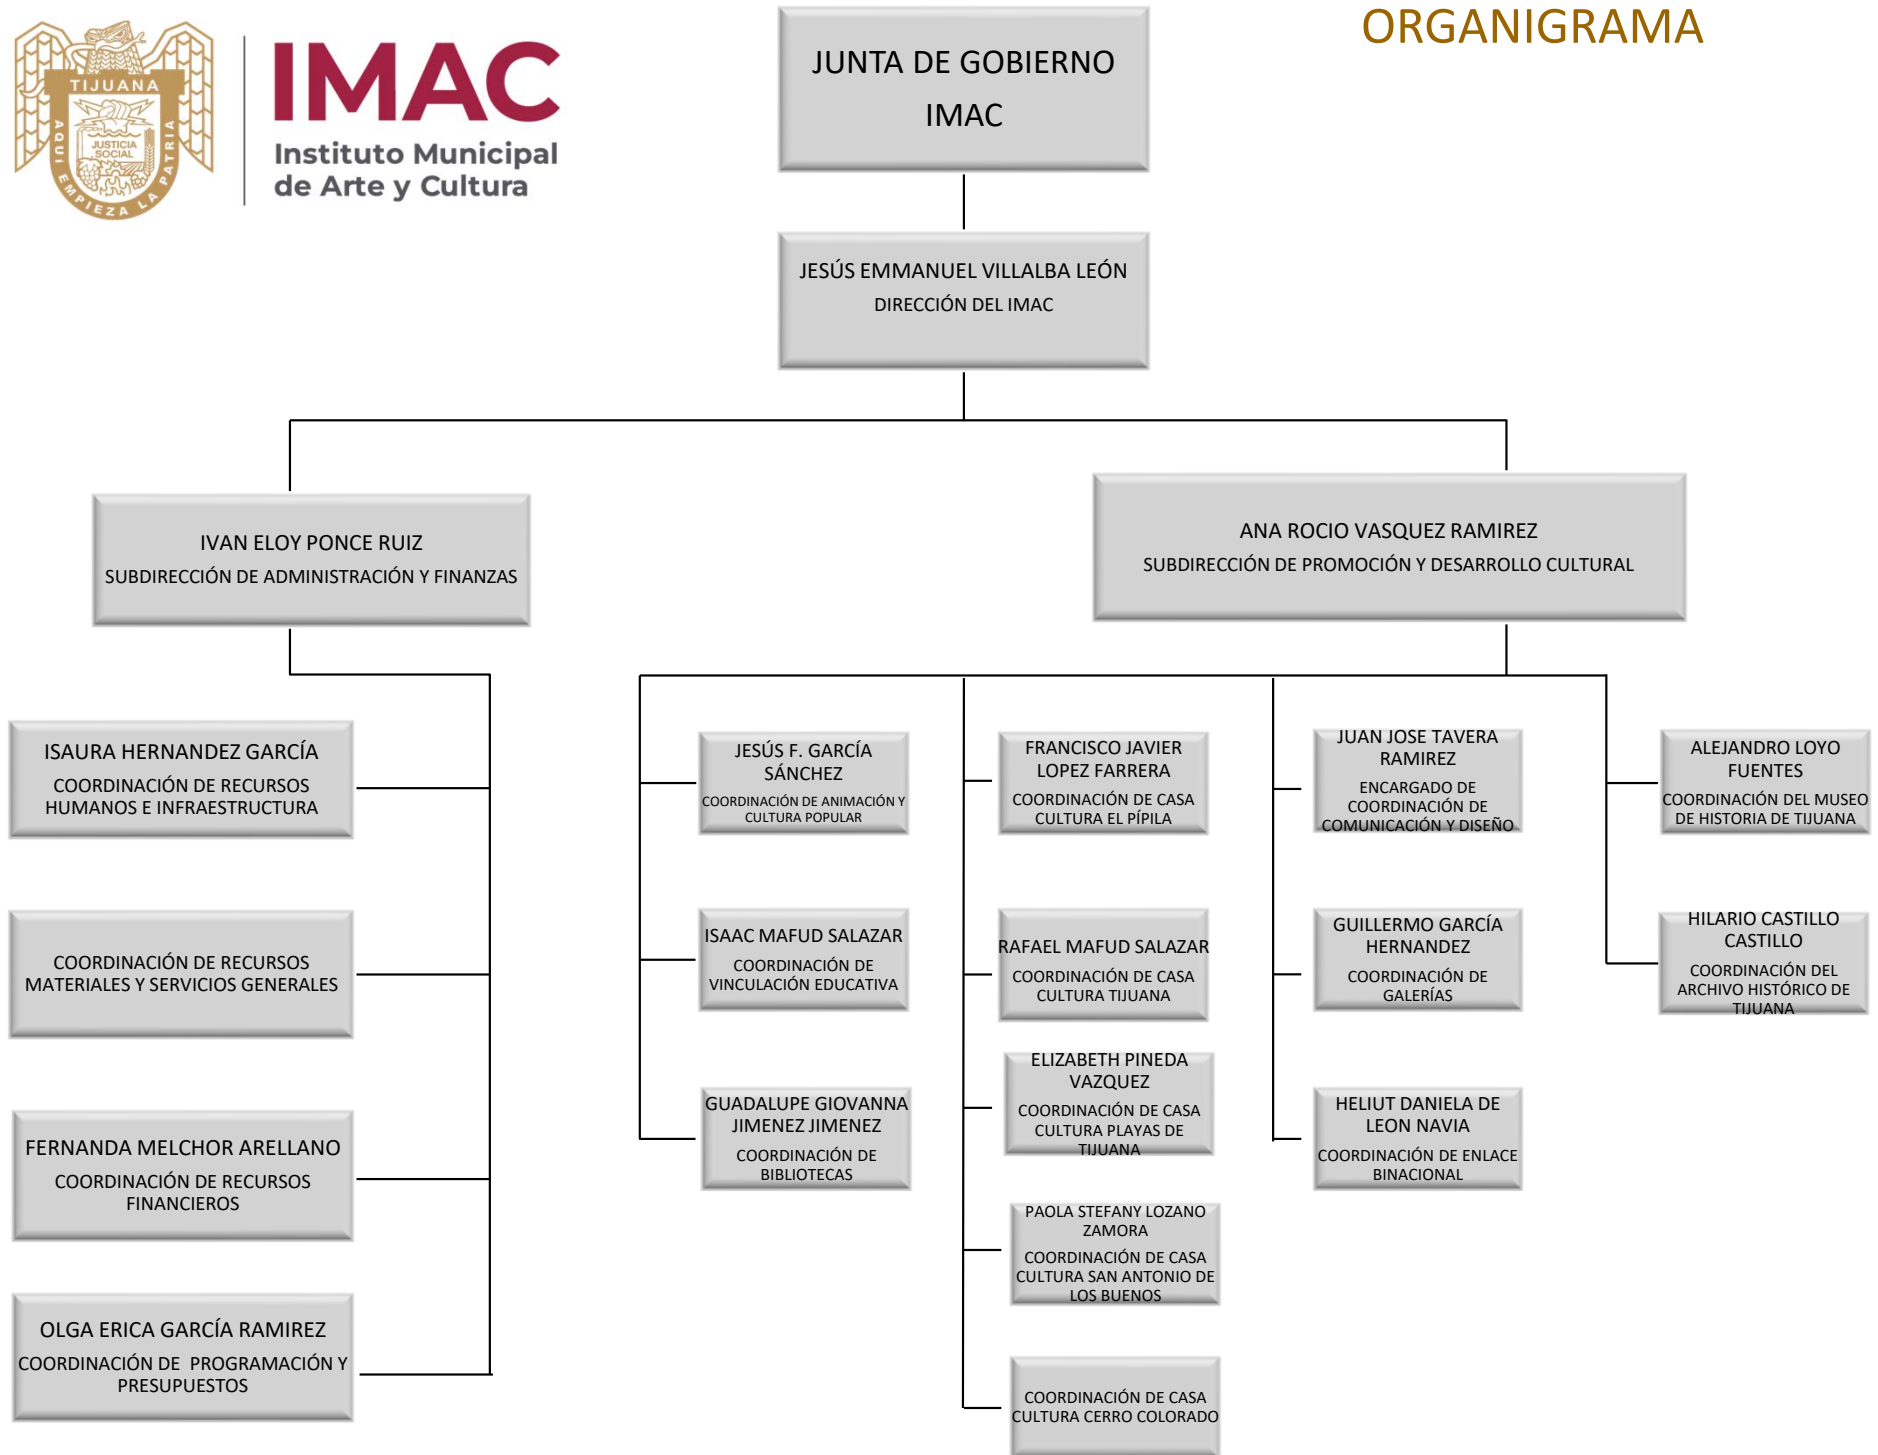 ORGANIGRAMA
TIJUANA
JUSTICIA
SOCIAL
AQUI EMPIEZA LA PATRIA
IMAC
Instituto Municipal
de Arte y Cultura
JUNTA DE GOBIERNO
IMAC
JESÚS EMMANUEL VILLALBA LEÓN
DIRECCIÓN DEL IMAC
IVAN ELOY PONCE RUIZ
SUBDIRECCIÓN DE ADMINISTRACIÓN Y FINANZAS
ANA ROCIO VASQUEZ RAMIREZ
SUBDIRECCIÓN DE PROMOCIÓN Y DESARROLLO CULTURAL
ISAURA HERNANDEZ GARCÍA
COORDINACIÓN DE RECURSOS
HUMANOS E INFRAESTRUCTURA
COORDINACIÓN DE RECURSOS
MATERIALES Y SERVICIOS GENERALES
FERNANDA MELCHOR ARELLANO
COORDINACIÓN DE RECURSOS
FINANCIEROS
OLGA ERICA GARCÍA RAMIREZ
COORDINACIÓN DE PROGRAMACIÓN Y
PRESUPUESTOS
JESÚS F. GARCÍA
SÁNCHEZ
COORDINACIÓN DE ANIMACIÓN Y
CULTURA POPULAR
ISAAC MAFUD SALAZAR
COORDINACIÓN DE
VINCULACIÓN EDUCATIVA
GUADALUPE GIOVANNA
JIMENEZ JIMENEZ
COORDINACIÓN DE
BIBLIOTECAS
FRANCISCO JAVIER
LOPEZ FARRERA
COORDINACIÓN DE CASA
CULTURA EL PÍPILA
RAFAEL MAFUD SALAZAR
COORDINACIÓN DE CASA
CULTURA TIJUANA
ELIZABETH PINEDA
VAZQUEZ
COORDINACIÓN DE CASA
CULTURA PLAYAS DE
TIJUANA
PAOLA STEFANY LOZANO
ZAMORA
COORDINACIÓN DE CASA
CULTURA SAN ANTONIO DE
LOS BUENOS
COORDINACIÓN DE CASA
CULTURA CERRO COLORADO
JUAN JOSE TAVERA
RAMIREZ
ENCARGADO DE
COORDINACIÓN DE
COMUNICACIÓN Y DISEÑO
GUILLERMO GARCÍA
HERNANDEZ
COORDINACIÓN DE
GALERÍAS
HELIUT DANIELA DE
LEON NAVIA
COORDINACIÓN DE ENLACE
BINACIONAL
ALEJANDRO LOYO
FUENTES
COORDINACIÓN DEL MUSEO
DE HISTORIA DE TIJUANA
HILARIO CASTILLO
CASTILLO
COORDINACIÓN DEL
ARCHIVO HISTÓRICO DE
TIJUANA